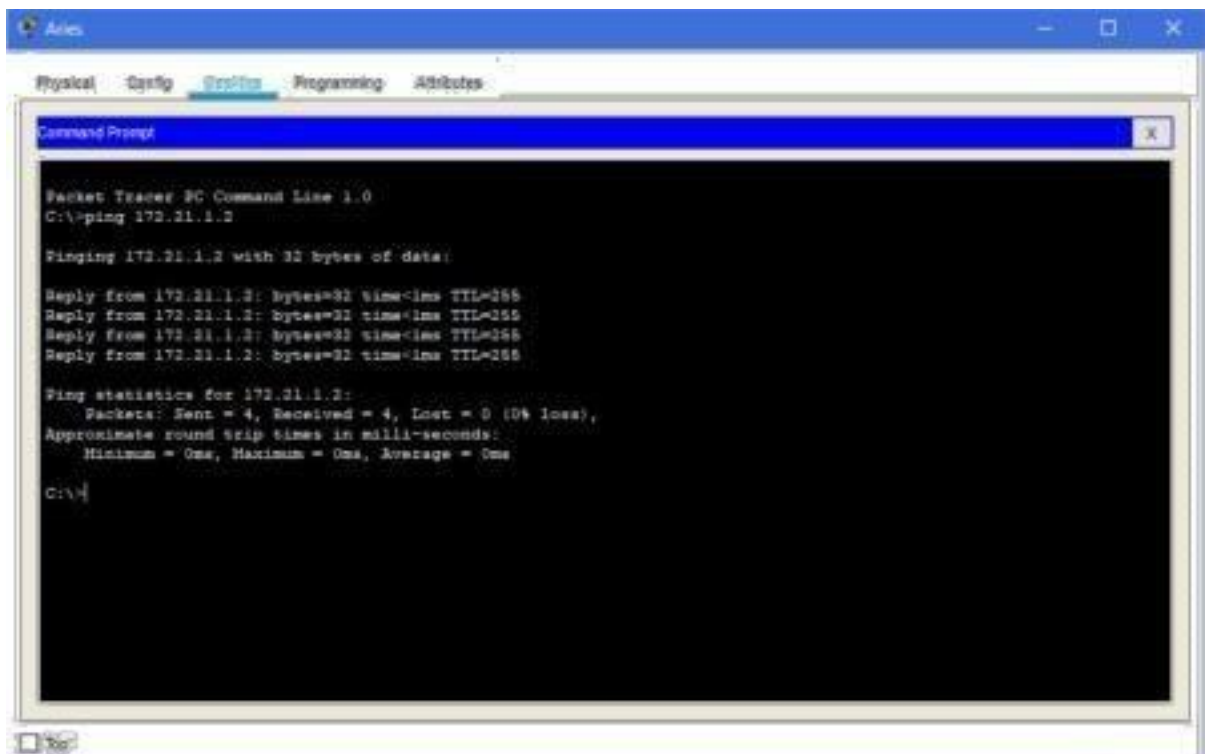 Aries
Physical Config Desktop Programming Attributes
Command Prompt
X
Packet Tracer PC Command Line 1.0
C:\>ping 172.21.1.2
Pinging 172.21.1.2 with 32 bytes of data:
Reply from 172.21.1.2: bytes=32 time<1ms TTL=255
Reply from 172.21.1.2: bytes=32 time<1ms TTL=255
Reply from 172.21.1.2: bytes=32 time<1ms TTL=255
Reply from 172.21.1.2: bytes=32 time<1ms TTL=255
Ping statistics for 172.21.1.2:
Packets: Sent = 4, Received = 4, Lost = 0 (0% loss),
Approximate round trip times in milli-seconds:
Minimum = 0ms, Maximum = 0ms, Average = 0ms
C:\>
Top